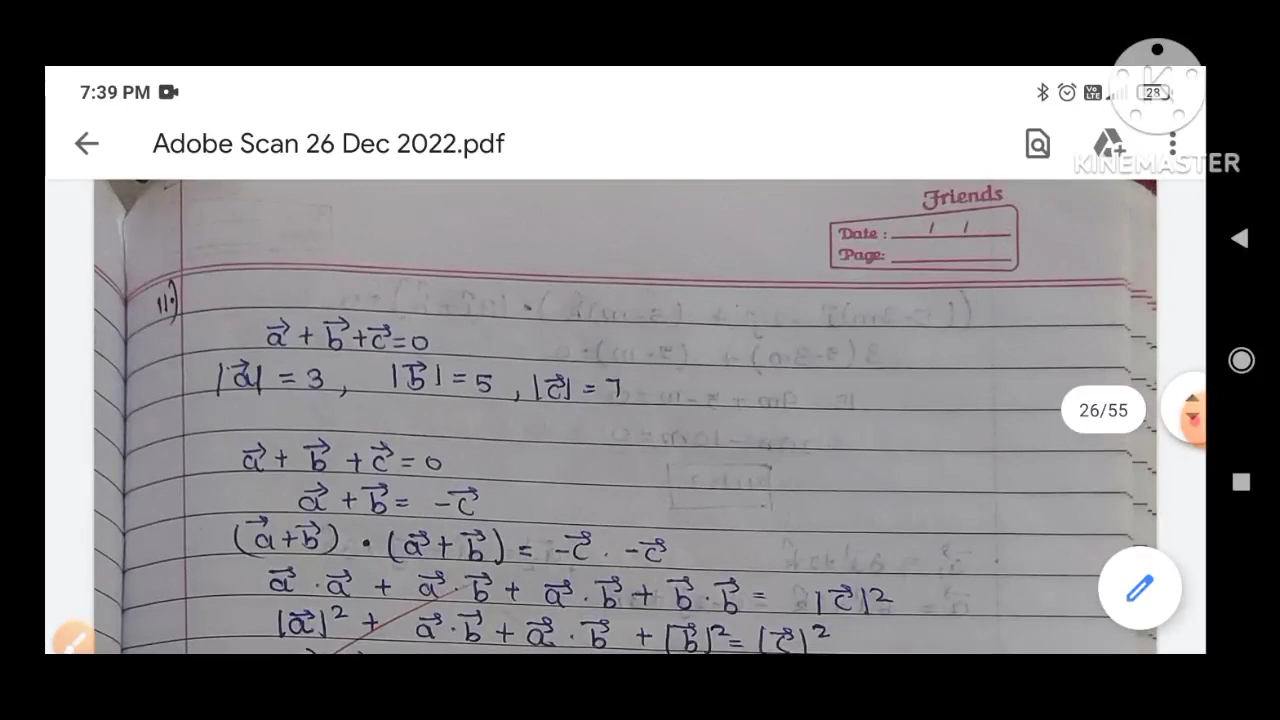 7:39 PM
28
Adobe Scan 26 Dec 2022.pdf
KINEMASTER
Friends
Date : / /
Page:
11.)
a⃗ + b⃗ + c⃗ = 0
|a⃗| = 3 , |b⃗| = 5 , |c⃗| = 7
26/55
a⃗ + b⃗ + c⃗ = 0
a⃗ + b⃗ = -c⃗
(a⃗ + b⃗) • (a⃗ + b⃗) = -c⃗ . -c⃗
a⃗ . a⃗ + a⃗ . b⃗ + a⃗ . b⃗ + b⃗ . b⃗ = |c⃗|²
|a⃗|² + a⃗ . b⃗ + a⃗ . b⃗ + |b⃗|² = |c⃗|²